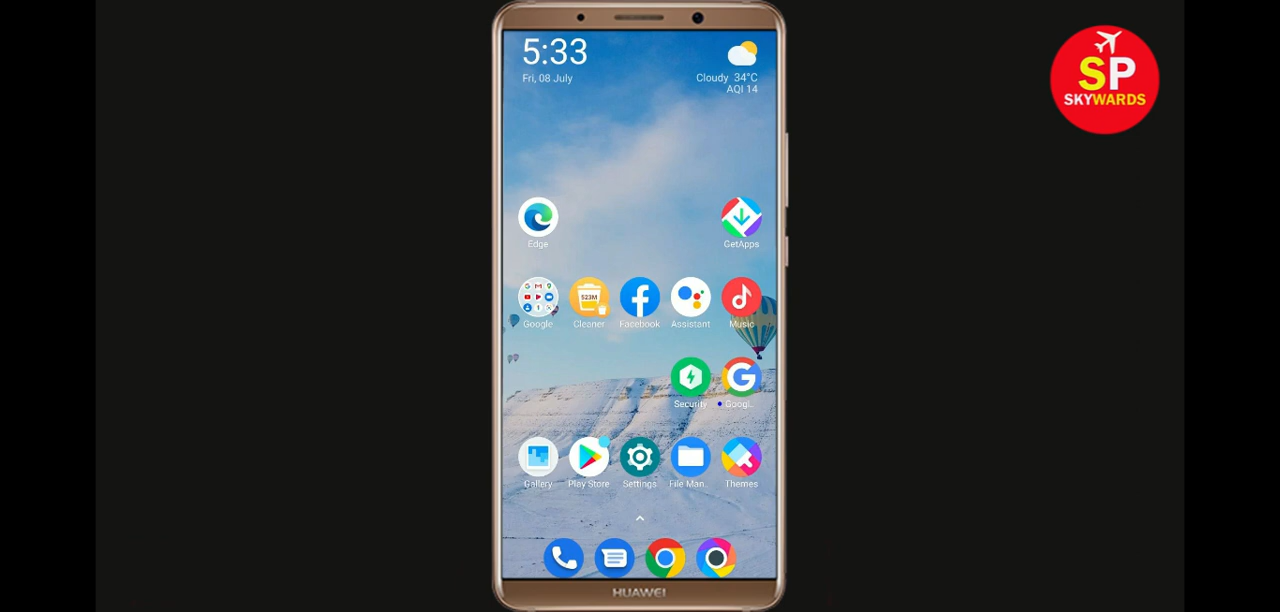 5:33
Fri, 08 July
Cloudy 34°C
AQI 14
SP
SKYWARDS
Edge
GetApps
523M
Google
Cleaner
Facebook
Assistant
Music
Security
Googl..
Gallery
Play Store
Settings
File Man..
Themes
HUAWEI